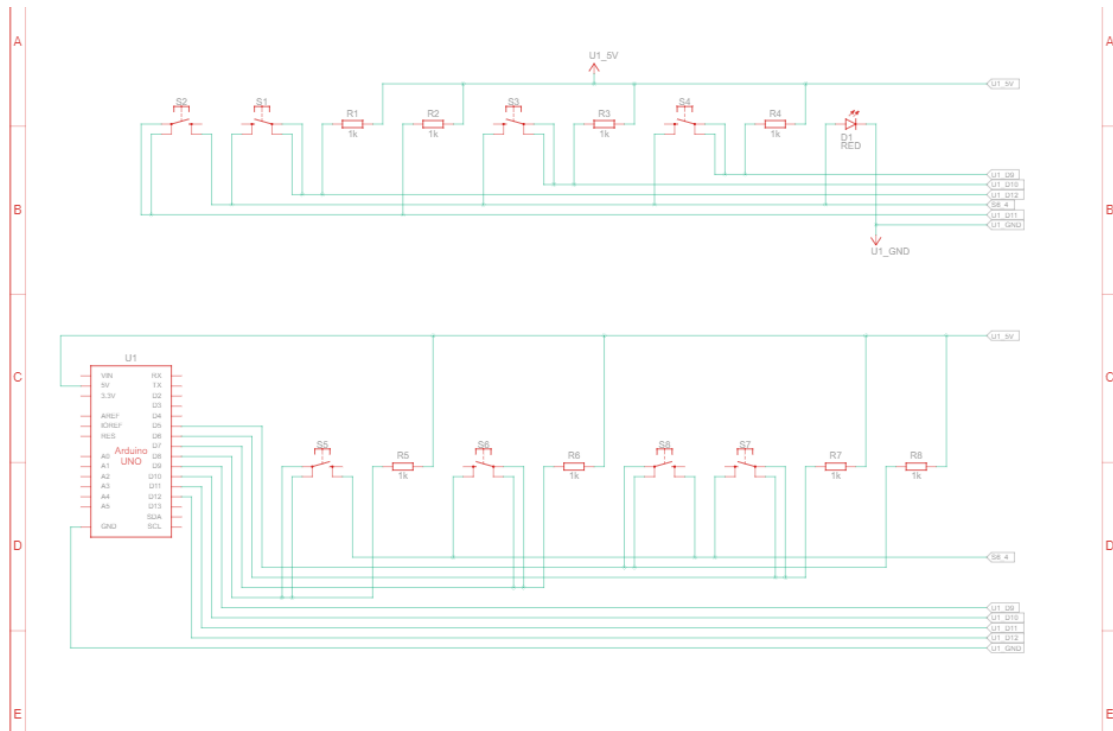 A A
U1_5V
U1_5V
S2 S1 R1 R2 S3 R3 S4 R4
1k 1k 1k 1k
D1
RED
U1_D9
U1_D10
U1_D12
B S8_4 B
U1_D11
U1_GND
U1_GND
U1_5V
U1
C C
VIN RX
5V TX
3.3V D2
D3
AREF D4
IOREF D5
RES D6
D7
Arduino
UNO
A0 D8
A1 D9
A2 D10
A3 D11
A4 D12
A5 D13
SDA
GND SCL
S5 R5 S6 R6 S8 S7 R7 R8
1k 1k 1k 1k
D D
S8_4
U1_D9
U1_D10
U1_D11
U1_D12
U1_GND
E E